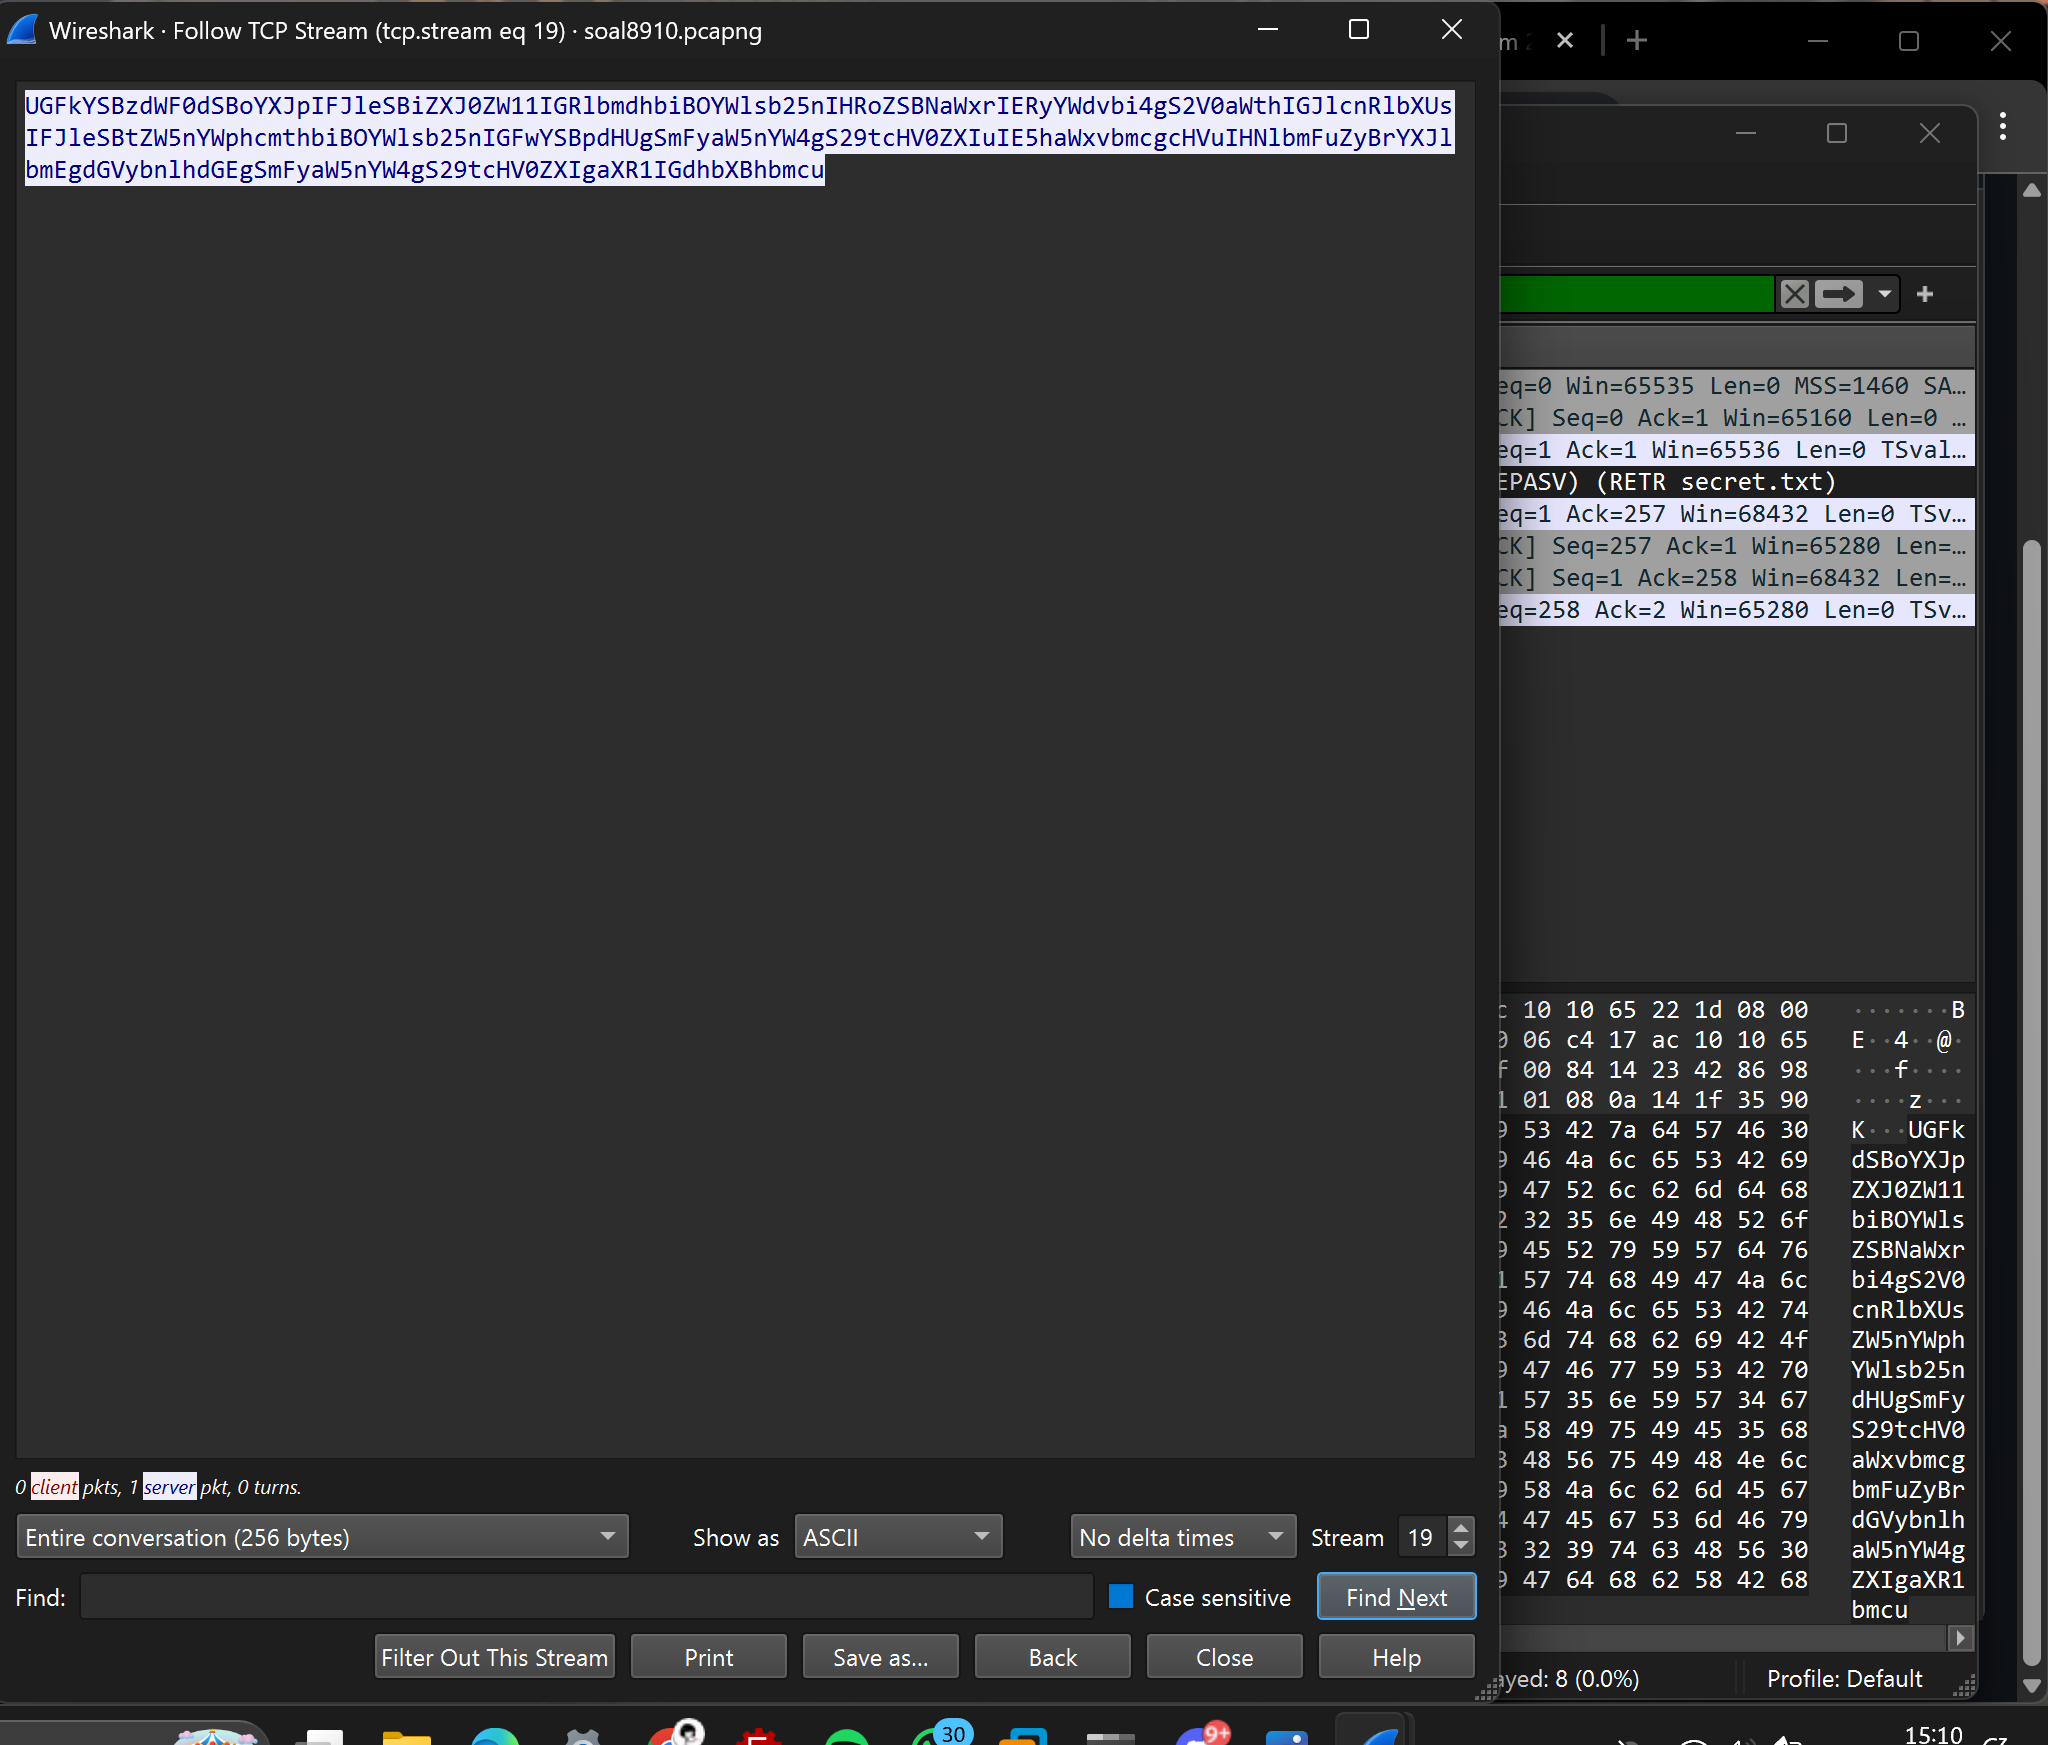 Wireshark · Follow TCP Stream (tcp.stream eq 19) · soal8910.pcapng
UGFkYSBzdWF0dSBoYXJpIFJleSBiZXJ0ZW11IGRlbmdhbiBOYWlsb25nIHRoZSBNaWxrIERyYWdvbi4gS2V0aWthIGJlcnRlbXUs
IFJleSBtZW5nYWphcmthbiBOYWlsb25nIGFwYSBpdHUgSmFyaW5nYW4gS29tcHV0ZXIuIE5haWxvbmcgcHVuIHNlbmFuZyBrYXJl
bmEgdGVybnlhdGEgSmFyaW5nYW4gS29tcHV0ZXIgaXR1IGdhbXBhbmcu
eq=0 Win=65535 Len=0 MSS=1460 SA…
CK] Seq=0 Ack=1 Win=65160 Len=0 …
eq=1 Ack=1 Win=65536 Len=0 TSval…
EPASV) (RETR secret.txt)
eq=1 Ack=257 Win=68432 Len=0 TSv…
CK] Seq=257 Ack=1 Win=65280 Len=…
CK] Seq=1 Ack=258 Win=68432 Len=…
eq=258 Ack=2 Win=65280 Len=0 TSv…
10 10 65 22 1d 08 00 ·······B
06 c4 17 ac 10 10 65 E··4··@·
00 84 14 23 42 86 98 ···f····
01 08 0a 14 1f 35 90 ····z···
53 42 7a 64 57 46 30 K···UGFk
46 4a 6c 65 53 42 69 dSBoYXJp
47 52 6c 62 6d 64 68 ZXJ0ZW11
32 35 6e 49 48 52 6f biBOYWls
45 52 79 59 57 64 76 ZSBNaWxr
57 74 68 49 47 4a 6c bi4gS2V0
46 4a 6c 65 53 42 74 cnRlbXUs
6d 74 68 62 69 42 4f ZW5nYWph
47 46 77 59 53 42 70 YWlsb25n
57 35 6e 59 57 34 67 dHUgSmFy
58 49 75 49 45 35 68 S29tcHV0
48 56 75 49 48 4e 6c aWxvbmcg
58 4a 6c 62 6d 45 67 bmFuZyBr
47 45 67 53 6d 46 79 dGVybnlh
32 39 74 63 48 56 30 aW5nYW4g
47 64 68 62 58 42 68 ZXIgaXR1
bmcu
0 client pkts, 1 server pkt, 0 turns.
Entire conversation (256 bytes) Show as ASCII No delta times Stream 19
Find: Case sensitive Find Next
Filter Out This Stream Print Save as… Back Close Help
ayed: 8 (0.0%) Profile: Default
30
9+
15:10